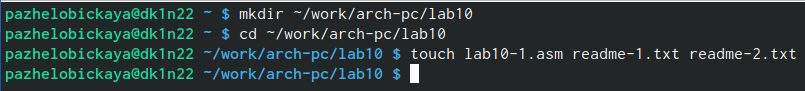 pazhelobickaya@dk1n22 ~ $ mkdir ~/work/arch-pc/lab10
pazhelobickaya@dk1n22 ~ $ cd ~/work/arch-pc/lab10
pazhelobickaya@dk1n22 ~/work/arch-pc/lab10 $ touch lab10-1.asm readme-1.txt readme-2.txt
pazhelobickaya@dk1n22 ~/work/arch-pc/lab10 $